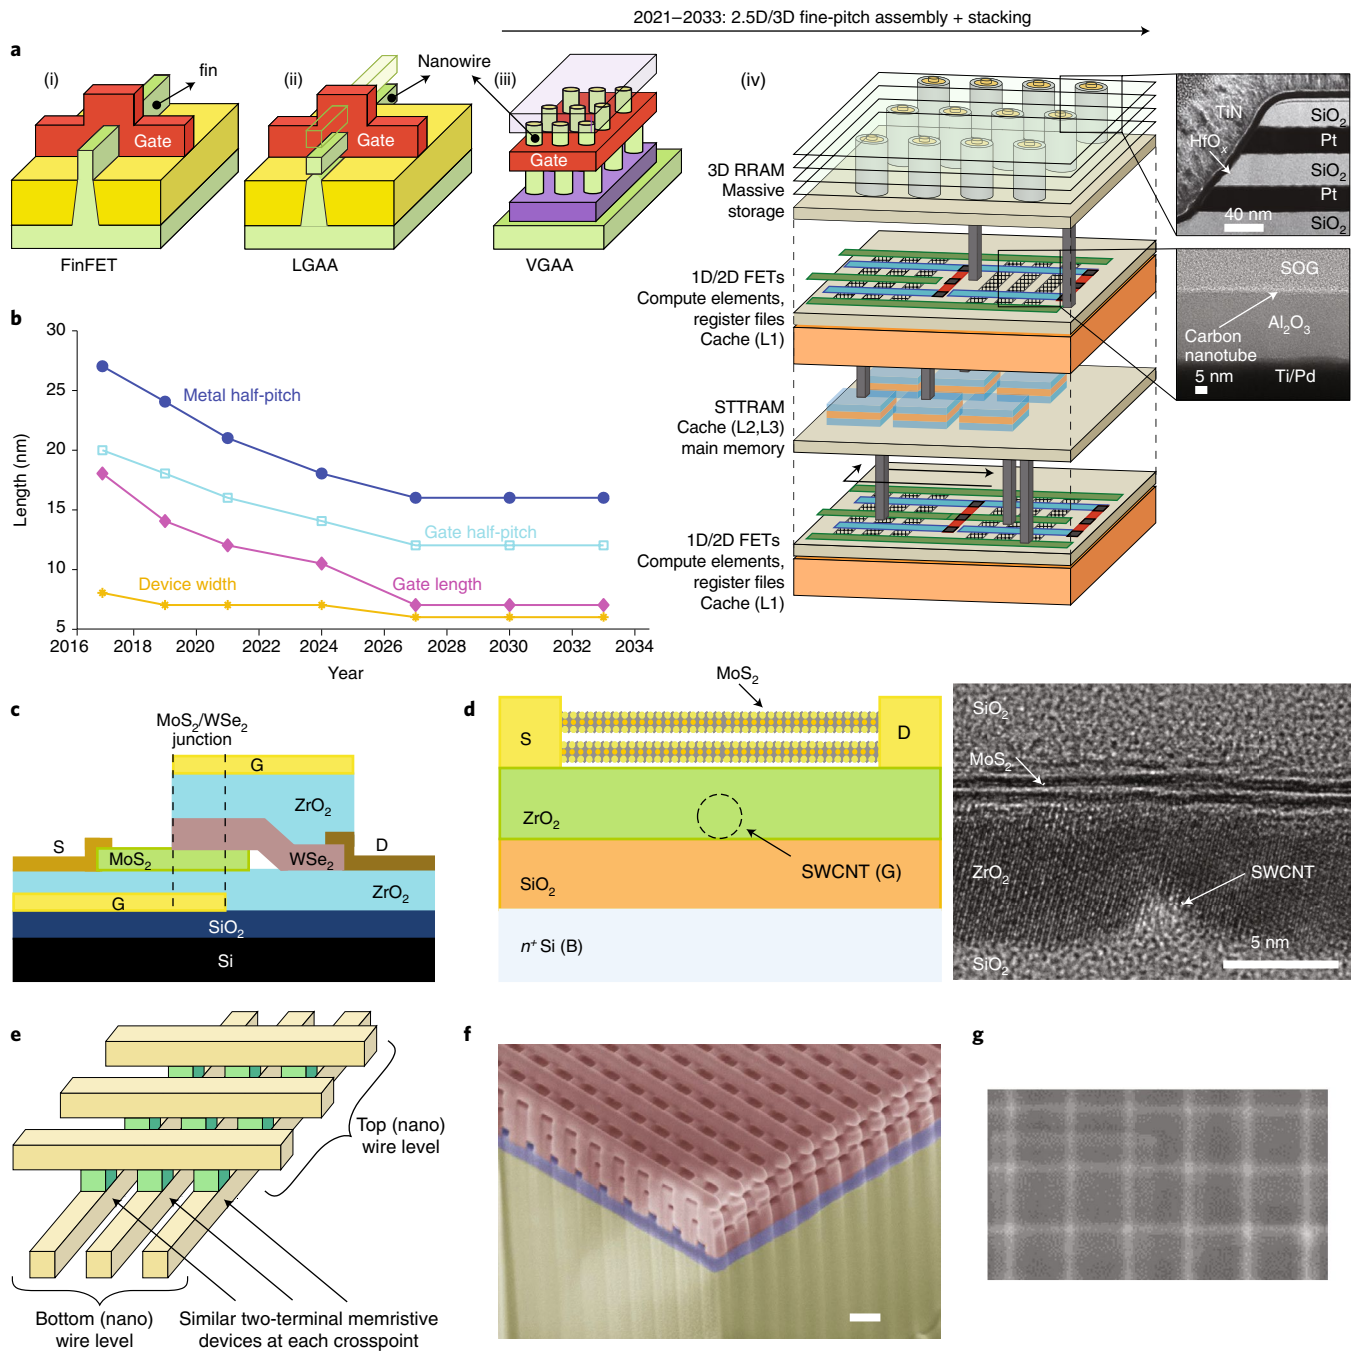 2021–2033: 2.5D/3D fine-pitch assembly + stacking
a
(i)
fin
Gate
FinFET
(ii)
Nanowire
Gate
LGAA
(iii)
Gate
VGAA
(iv)
3D RRAM
Massive
storage
1D/2D FETs
Compute elements,
register files
Cache (L1)
STTRAM
Cache (L2,L3)
main memory
1D/2D FETs
Compute elements,
register files
Cache (L1)
TiN
HfOₓ
SiO₂
Pt
SiO₂
Pt
SiO₂
40 nm
SOG
Al₂O₃
Carbon
nanotube
5 nm
Ti/Pd
b
30
25
20
15
10
5
Length (nm)
Metal half-pitch
Gate half-pitch
Device width
Gate length
2016 2018 2020 2022 2024 2026 2028 2030 2032 2034
Year
c
MoS₂/WSe₂
junction
G
ZrO₂
S
D
MoS₂
WSe₂
ZrO₂
G
SiO₂
Si
d
MoS₂
S
D
ZrO₂
SWCNT (G)
SiO₂
n⁺ Si (B)
SiO₂
MoS₂
ZrO₂
SWCNT
5 nm
SiO₂
e
Top (nano)
wire level
Bottom (nano)
wire level
Similar two-terminal memristive
devices at each crosspoint
f
g